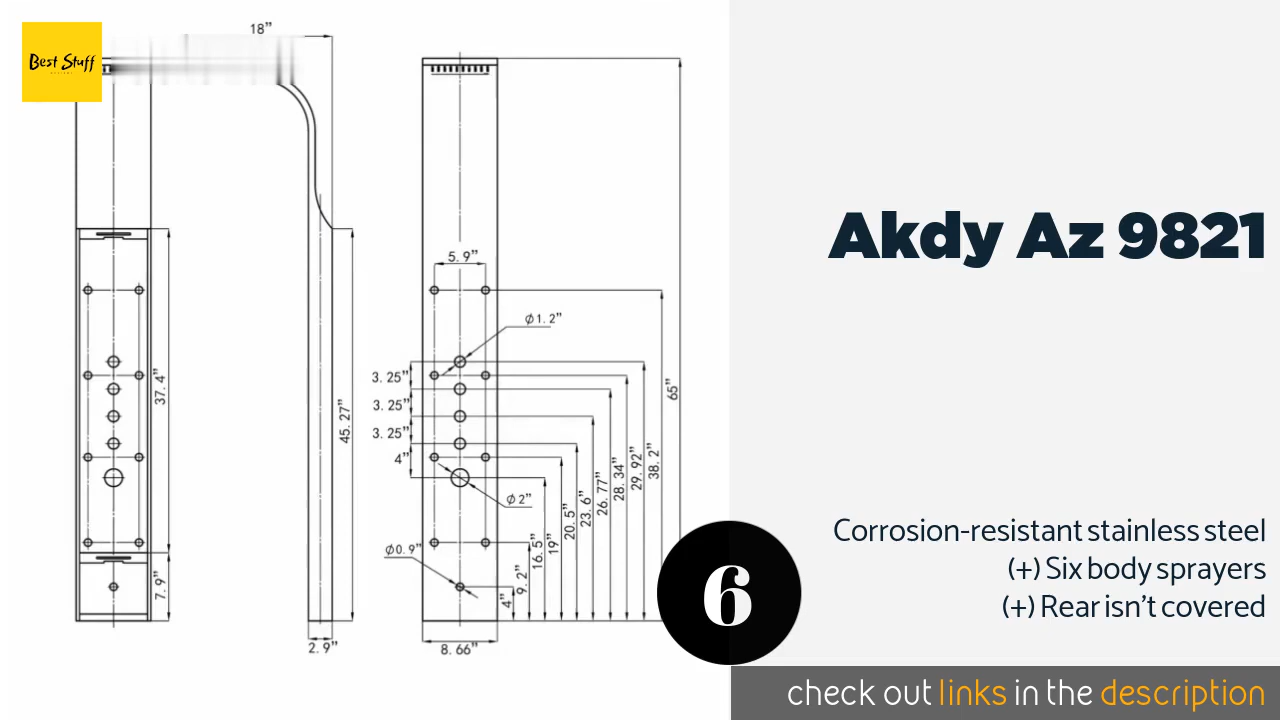 Best Stuff
18”
5. 9”
Φ1. 2”
3. 25”
3. 25”
3. 25”
4”
Φ2”
Φ0. 9”
37. 4”
7. 9”
45. 27”
2. 9”
8. 66”
4”
9. 2”
16. 5”
19”
20. 5”
23. 6”
26. 77”
28. 34”
29. 92”
38. 2”
65”
Akdy Az 9821
Corrosion-resistant stainless steel
(+) Six body sprayers
(+) Rear isn't covered
6
check out links in the description